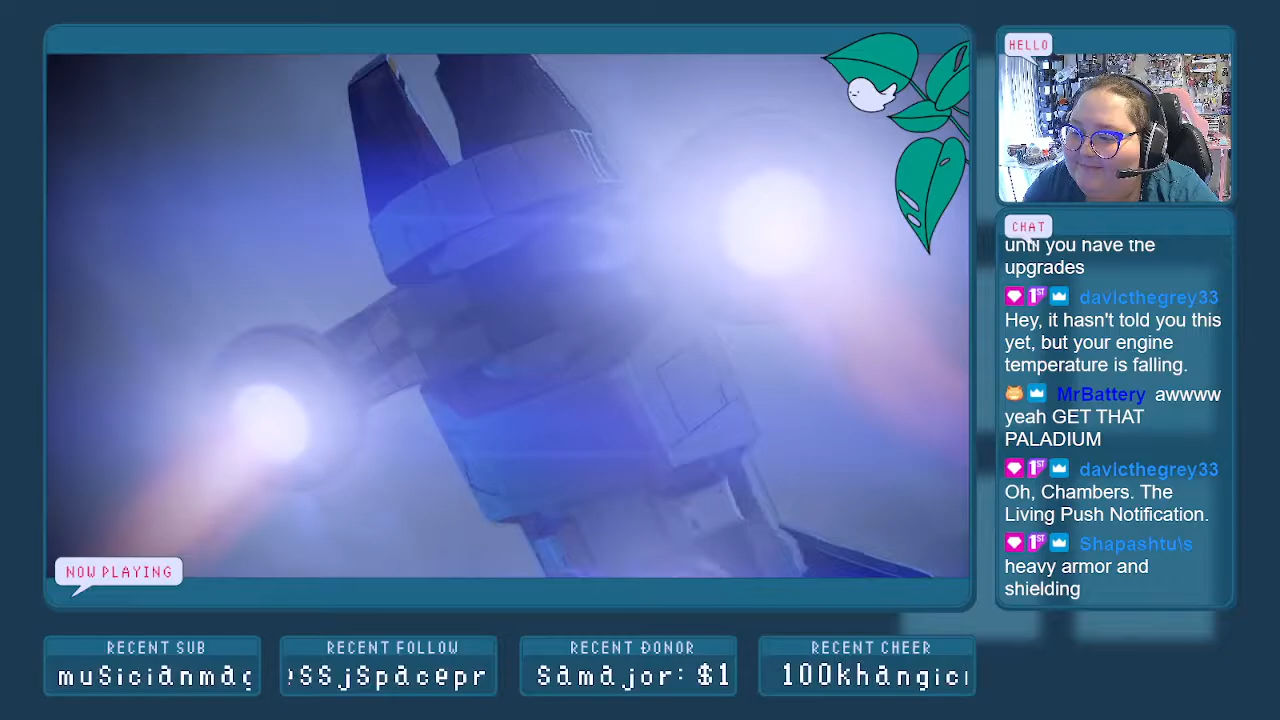 HELLO
CHAT
until you have the
upgrades
davIcthegrey33
Hey, it hasn't told you this
yet, but your engine
temperature is falling.
MrBattery awwww
yeah GET THAT
PALADIUM
davIcthegrey33
Oh, Chambers. The
Living Push Notification.
Shapashtu\s
heavy armor and
shielding
NOW PLAYING
RECENT SUB
RECENT FOLLOW
RECENT DONOR
RECENT CHEER
samajor: $1